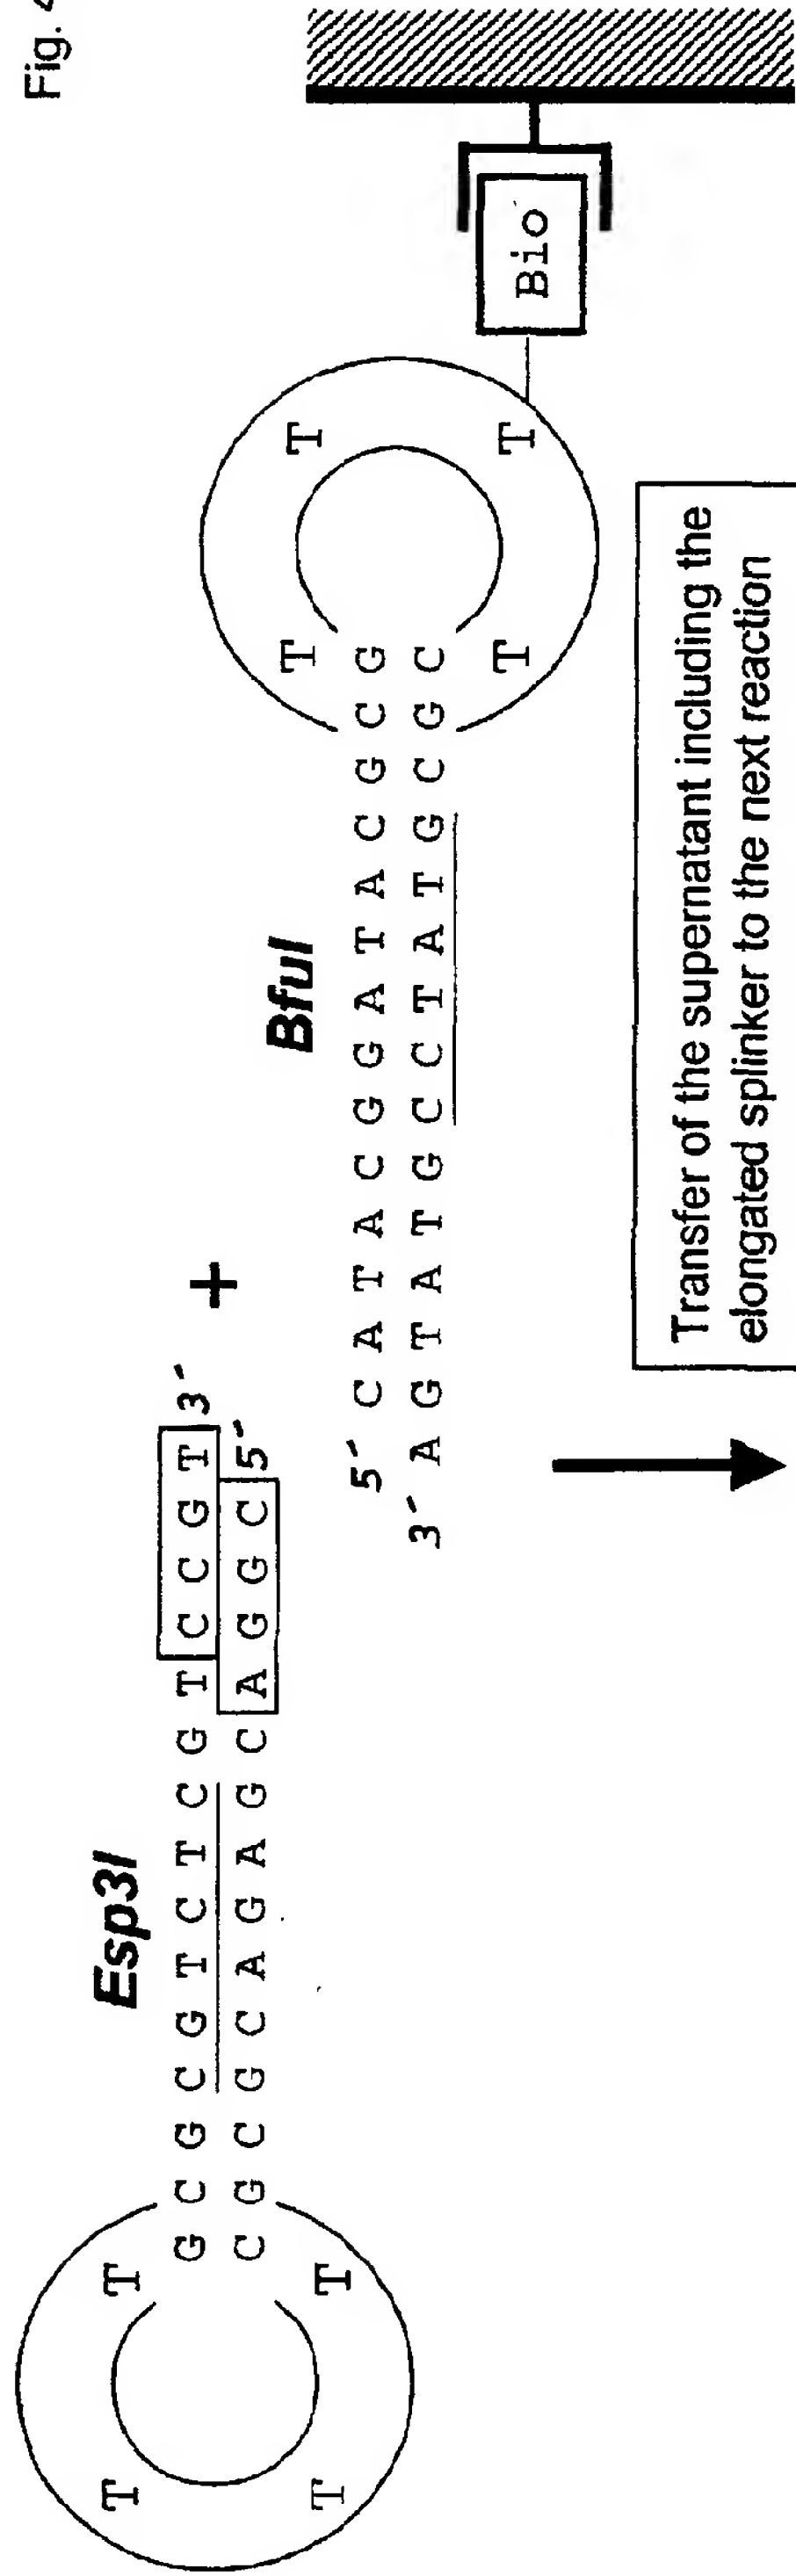 Fig. 4
Esp3I
T T
G C G C G T C T C G T C C G T 3´
C G C G C A G A G C A G G C 5´
T T
+
BfuI
T T
5´ C A T A C G G A T A C G C G
3´ A G T A T G C C T A T G C G C
T T
Bio
Transfer of the supernatant including the
elongated splinker to the next reaction